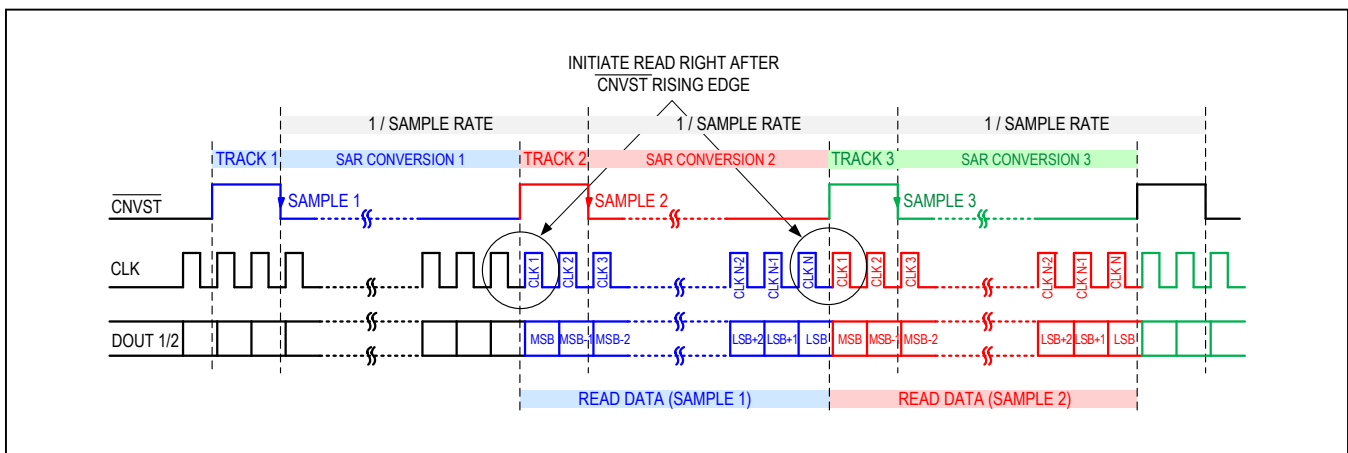 INITIATE READ RIGHT AFTER
CNVST RISING EDGE
1 / SAMPLE RATE 1 / SAMPLE RATE 1 / SAMPLE RATE
TRACK 1 SAR CONVERSION 1 TRACK 2 SAR CONVERSION 2 TRACK 3 SAR CONVERSION 3
CNVST SAMPLE 1 SAMPLE 2 SAMPLE 3
CLK CLK 1 CLK 2 CLK 3 CLK N-2 CLK N-1 CLK N CLK 1 CLK 2 CLK 3 CLK N-2 CLK N-1 CLK N
DOUT 1/2 MSB MSB-1 MSB-2 LSB+2 LSB+1 LSB MSB MSB-1 MSB-2 LSB+2 LSB+1 LSB
READ DATA (SAMPLE 1) READ DATA (SAMPLE 2)